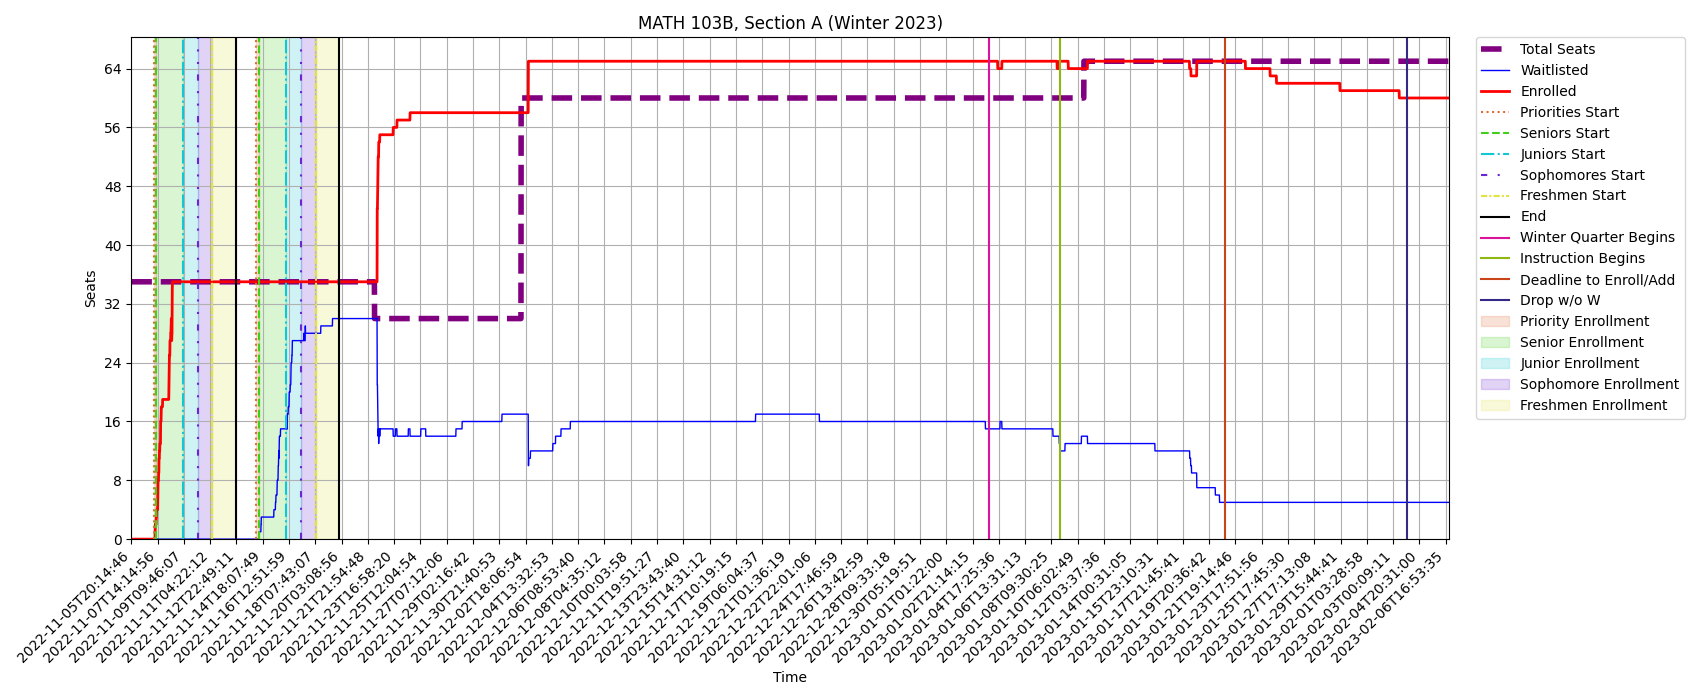 MATH 103B, Section A (Winter 2023)
Seats
64
56
48
40
32
24
16
8
0
2022-11-05T20:14:46
2022-11-07T14:14:56
2022-11-09T09:46:07
2022-11-11T04:22:12
2022-11-12T22:49:11
2022-11-14T18:07:49
2022-11-16T12:51:59
2022-11-18T07:43:07
2022-11-20T03:08:56
2022-11-21T21:54:48
2022-11-23T16:58:20
2022-11-25T12:04:54
2022-11-27T07:12:06
2022-11-29T02:16:42
2022-11-30T21:40:53
2022-12-02T18:06:54
2022-12-04T13:32:53
2022-12-06T08:53:40
2022-12-08T04:35:12
2022-12-10T00:03:58
2022-12-11T19:51:27
2022-12-13T23:43:40
2022-12-15T14:31:12
2022-12-17T10:19:15
2022-12-19T06:04:37
2022-12-21T01:36:19
2022-12-22T22:01:06
2022-12-24T17:46:59
2022-12-26T13:42:59
2022-12-28T09:33:18
2022-12-30T05:19:51
2023-01-01T01:22:00
2023-01-02T21:14:15
2023-01-04T17:25:36
2023-01-06T13:31:13
2023-01-08T09:30:25
2023-01-10T06:02:49
2023-01-12T03:37:36
2023-01-14T00:31:05
2023-01-15T23:10:31
2023-01-17T21:45:41
2023-01-19T20:36:42
2023-01-21T19:14:46
2023-01-23T17:51:56
2023-01-25T17:45:30
2023-01-27T17:13:08
2023-01-29T15:44:41
2023-02-01T03:28:58
2023-02-03T00:09:11
2023-02-04T20:31:00
2023-02-06T16:53:35
Time
Total Seats
Waitlisted
Enrolled
Priorities Start
Seniors Start
Juniors Start
Sophomores Start
Freshmen Start
End
Winter Quarter Begins
Instruction Begins
Deadline to Enroll/Add
Drop w/o W
Priority Enrollment
Senior Enrollment
Junior Enrollment
Sophomore Enrollment
Freshmen Enrollment